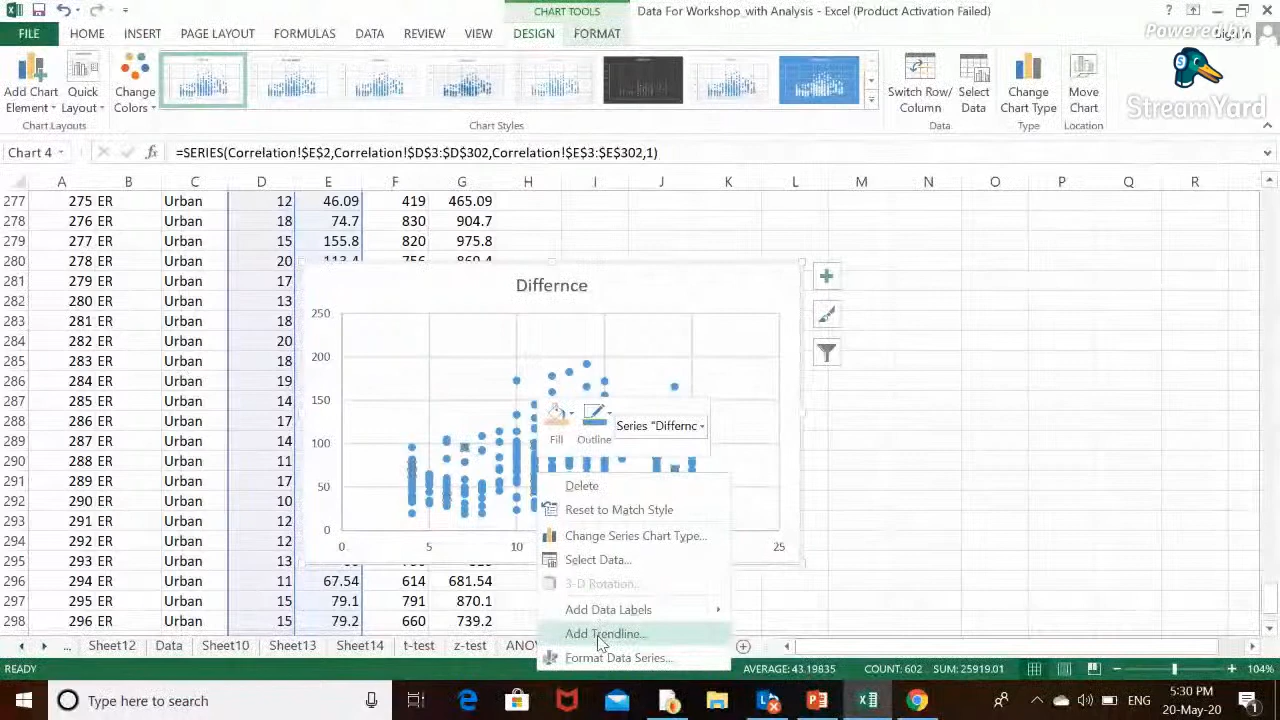 CHART TOOLS
Data For Workshop with Analysis - Excel (Product Activation Failed)
FILE HOME INSERT PAGE LAYOUT FORMULAS DATA REVIEW VIEW DESIGN FORMAT
Powered by
StreamYard
Add Chart Element
Quick Layout
Change Colors
Switch Row/ Column
Select Data
Change Chart Type
Move Chart
Chart Layouts Chart Styles Data Type Location
Chart 4 fx =SERIES(Correlation!$E$2,Correlation!$D$3:$D$302,Correlation!$E$3:$E$302,1)
A B C D E F G H I J K L M N O P Q R
277 275 ER Urban 12 46.09 419 465.09
278 276 ER Urban 18 74.7 830 904.7
279 277 ER Urban 15 155.8 820 975.8
280 278 ER Urban 20 113.4 756 869.4
281 279 ER Urban 17
282 280 ER Urban 13
283 281 ER Urban 18
284 282 ER Urban 20
285 283 ER Urban 18
286 284 ER Urban 19
287 285 ER Urban 14
288 286 ER Urban 17
289 287 ER Urban 14
290 288 ER Urban 11
291 289 ER Urban 17
292 290 ER Urban 10
293 291 ER Urban 12
294 292 ER Urban 12
295 293 ER Urban 13
296 294 ER Urban 11 67.54 614 681.54
297 295 ER Urban 15 79.1 791 870.1
298 296 ER Urban 15 79.2 660 739.2
Differnce
250
200
150
100
50
0
0 5 10 25
Fill Outline Series "Differnc
Delete
Reset to Match Style
Change Series Chart Type...
Select Data...
3-D Rotation...
Add Data Labels
Add Trendline...
Format Data Series...
... Sheet12 Data Sheet10 Sheet13 Sheet14 t-test z-test
READY AVERAGE: 43.19835 COUNT: 602 SUM: 25919.01 104%
Type here to search
ENG
5:30 PM
20-May-20
1